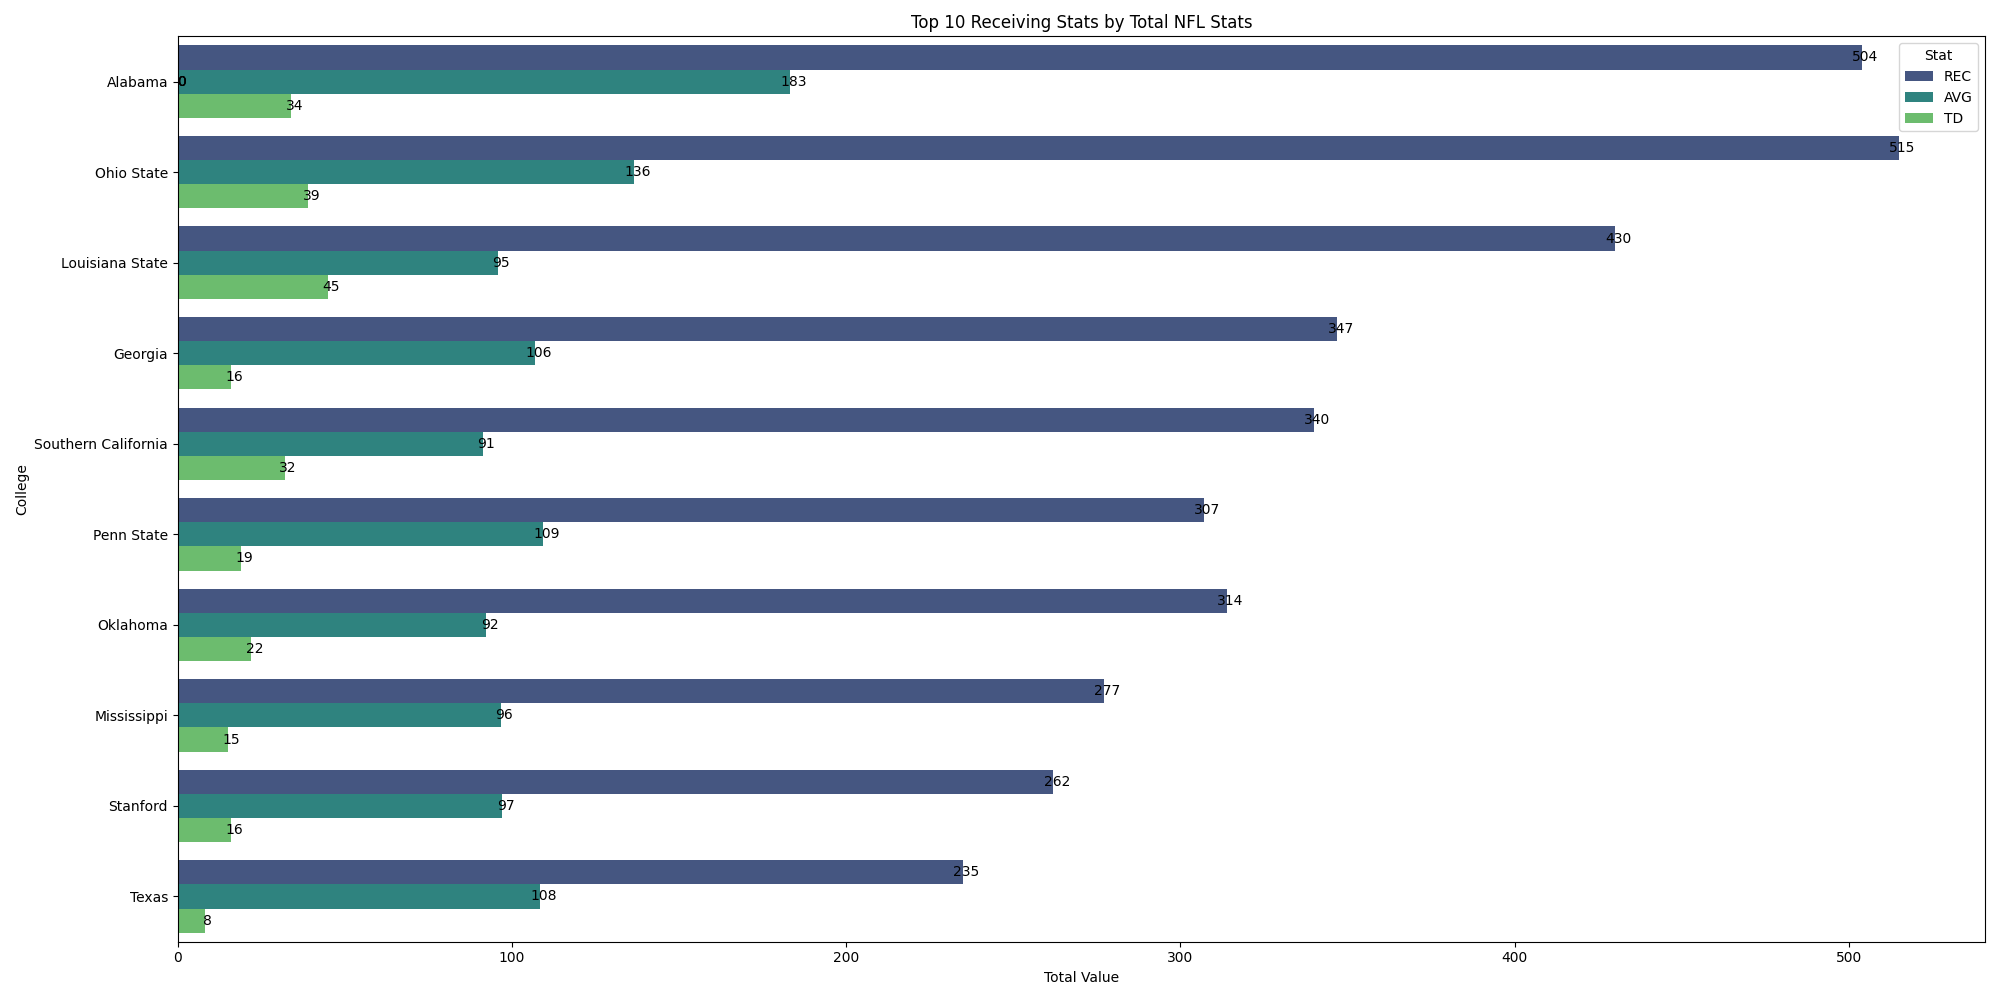 Top 10 Receiving Stats by Total NFL Stats
Stat
REC
AVG
TD
College
Alabama
504
0
183
34
Ohio State
515
136
39
Louisiana State
430
95
45
Georgia
347
106
16
Southern California
340
91
32
Penn State
307
109
19
Oklahoma
314
92
22
Mississippi
277
96
15
Stanford
262
97
16
Texas
235
108
8
0 100 200 300 400 500
Total Value